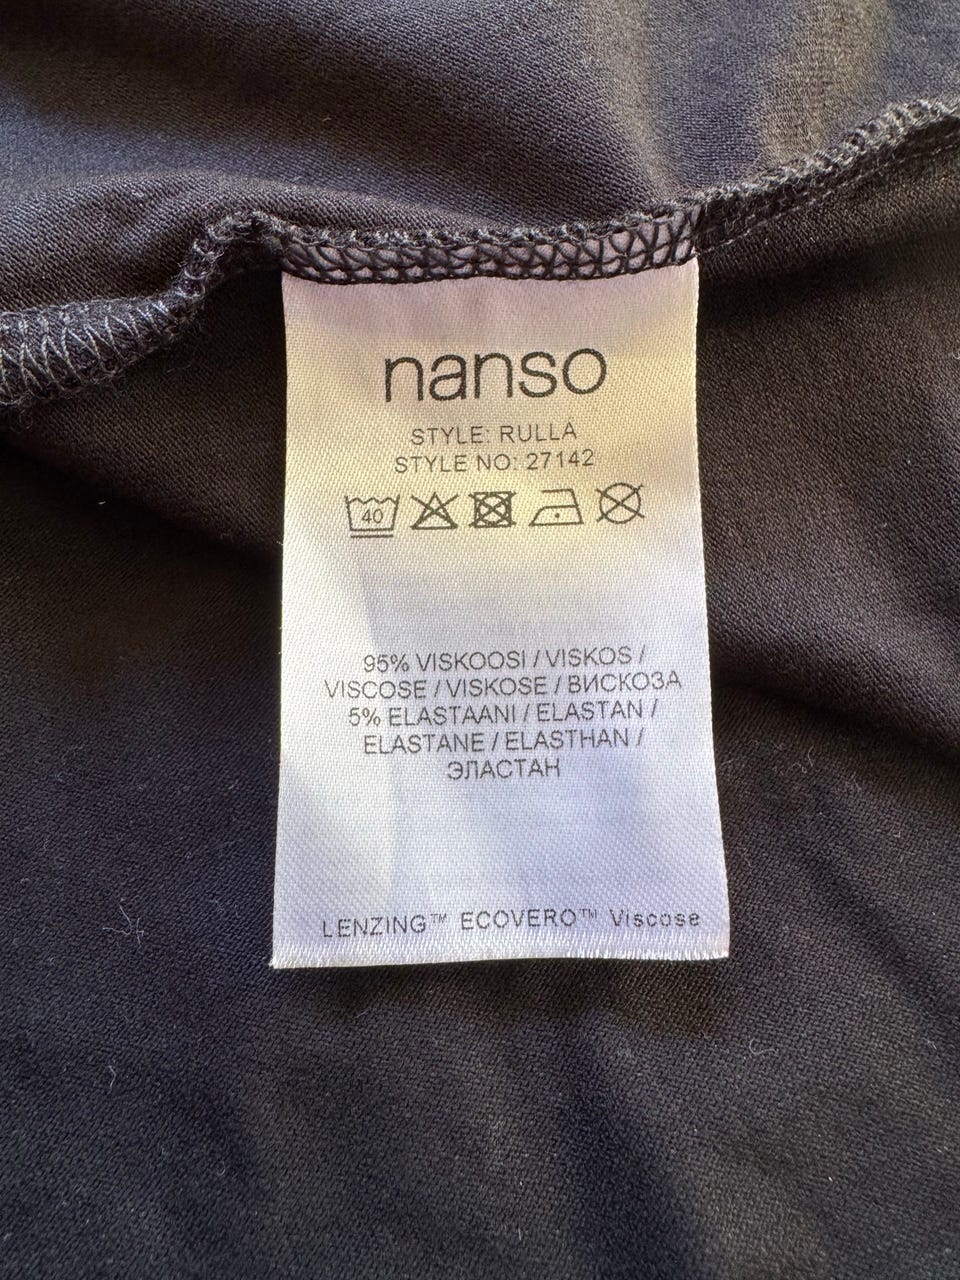 nanso
STYLE: RULLA
STYLE NO: 27142
40
95% VISKOOSI / VISKOS /
VISCOSE / VISKOSE / ВИСКОЗА
5% ELASTAANI / ELASTAN /
ELASTANE / ELASTHAN /
ЭЛАСТАН
LENZING™ ECOVERO™ Viscose